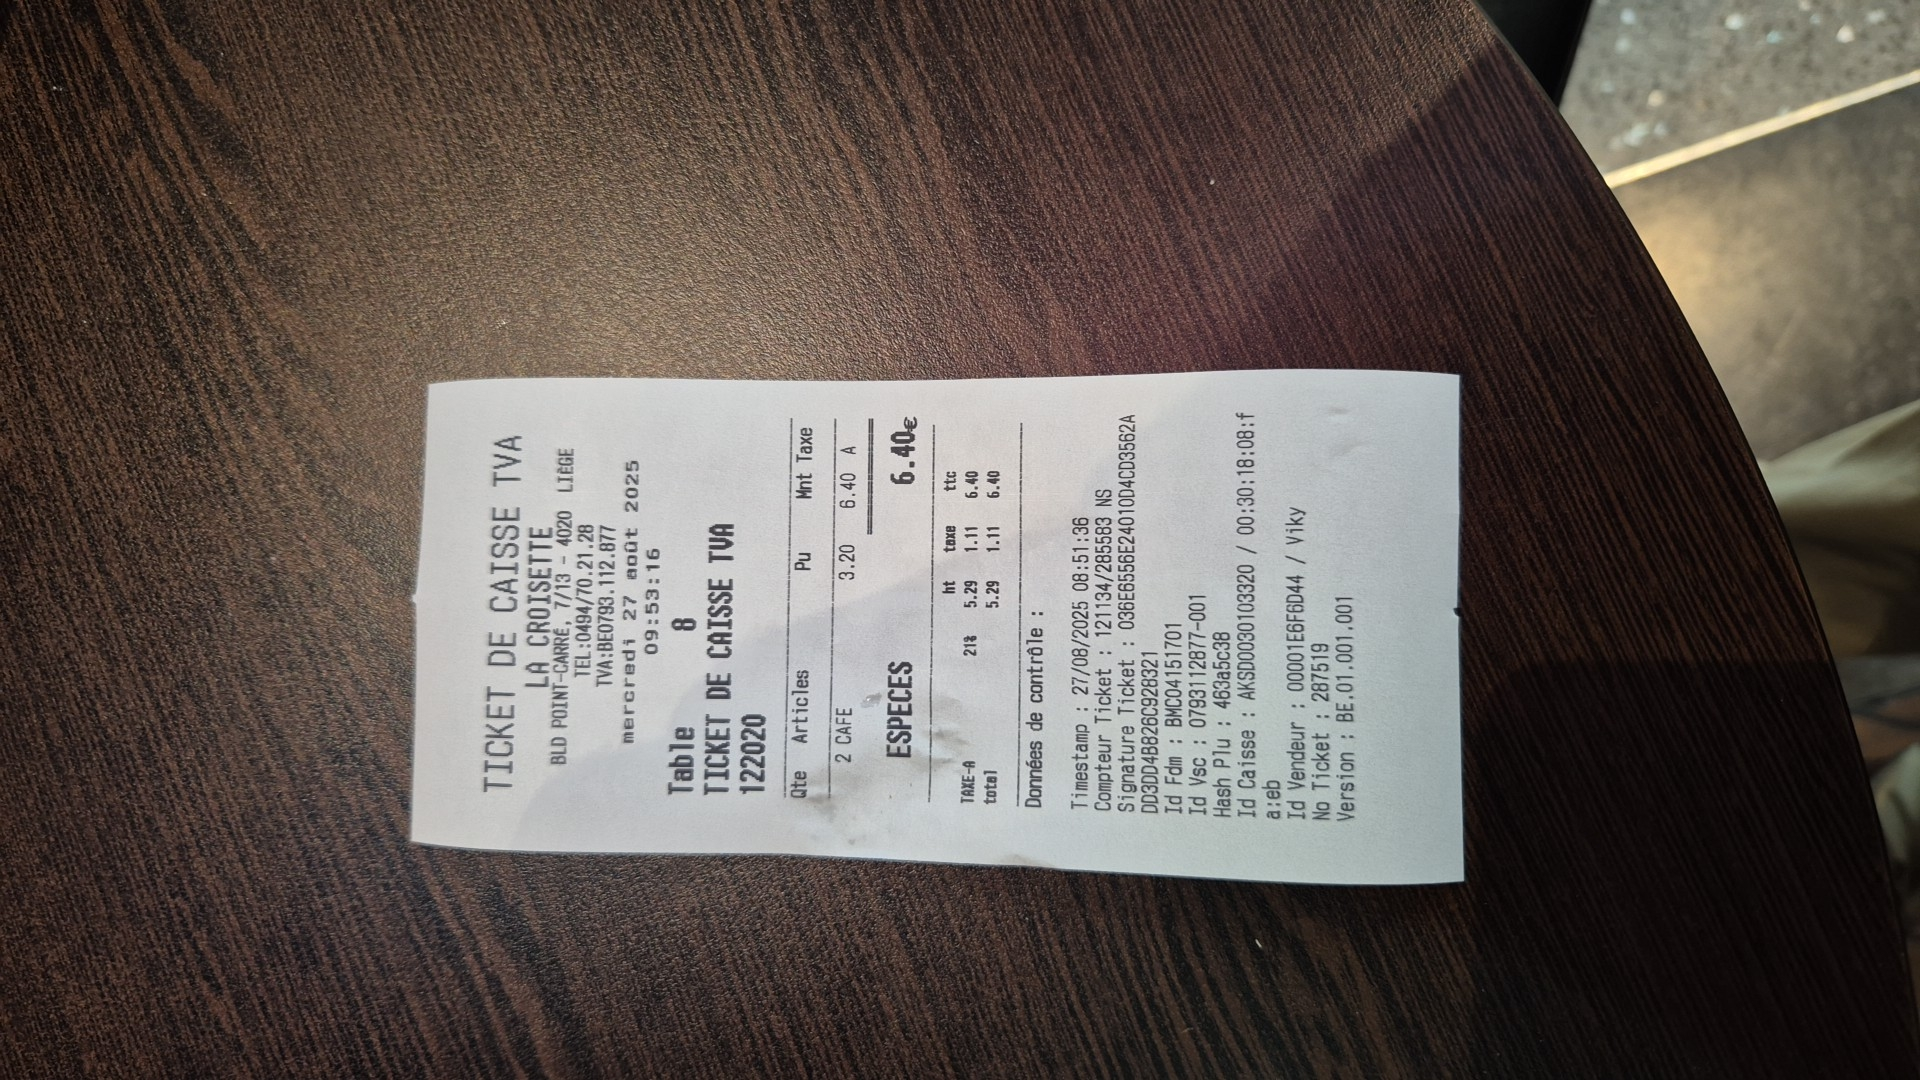 TICKET DE CAISSE TVA
LA CROISETTE
BLD POINT-CARRÉ, 7/13 - 4020 LIÈGE
TEL:0494/70.21.28
TVA:BE0793.112.877
mercredi 27 août 2025
09:53:16
Table 8
TICKET DE CAISSE TVA
122020
Qte Articles Pu Mnt Taxe
2 CAFE 3.20 6.40 A
ESPECES 6.40€
ht taxe ttc
TAXE-A 21% 5.29 1.11 6.40
total 5.29 1.11 6.40
Données de contrôle :
Timestamp : 27/08/2025 08:51:36
Compteur Ticket : 121134/285583 NS
Signature Ticket : 036E6556E24010D4CD3562A
DD3DD4B826C928321
Id Fdm : BMC04151701
Id Vsc : 0793112877-001
Hash Plu : 463a5c38
Id Caisse : AKSD0030103320 / 00:30:18:08:f
a:eb
Id Vendeur : 00001E6F6D44 / Viky
No Ticket : 287519
Version : BE.01.001.001